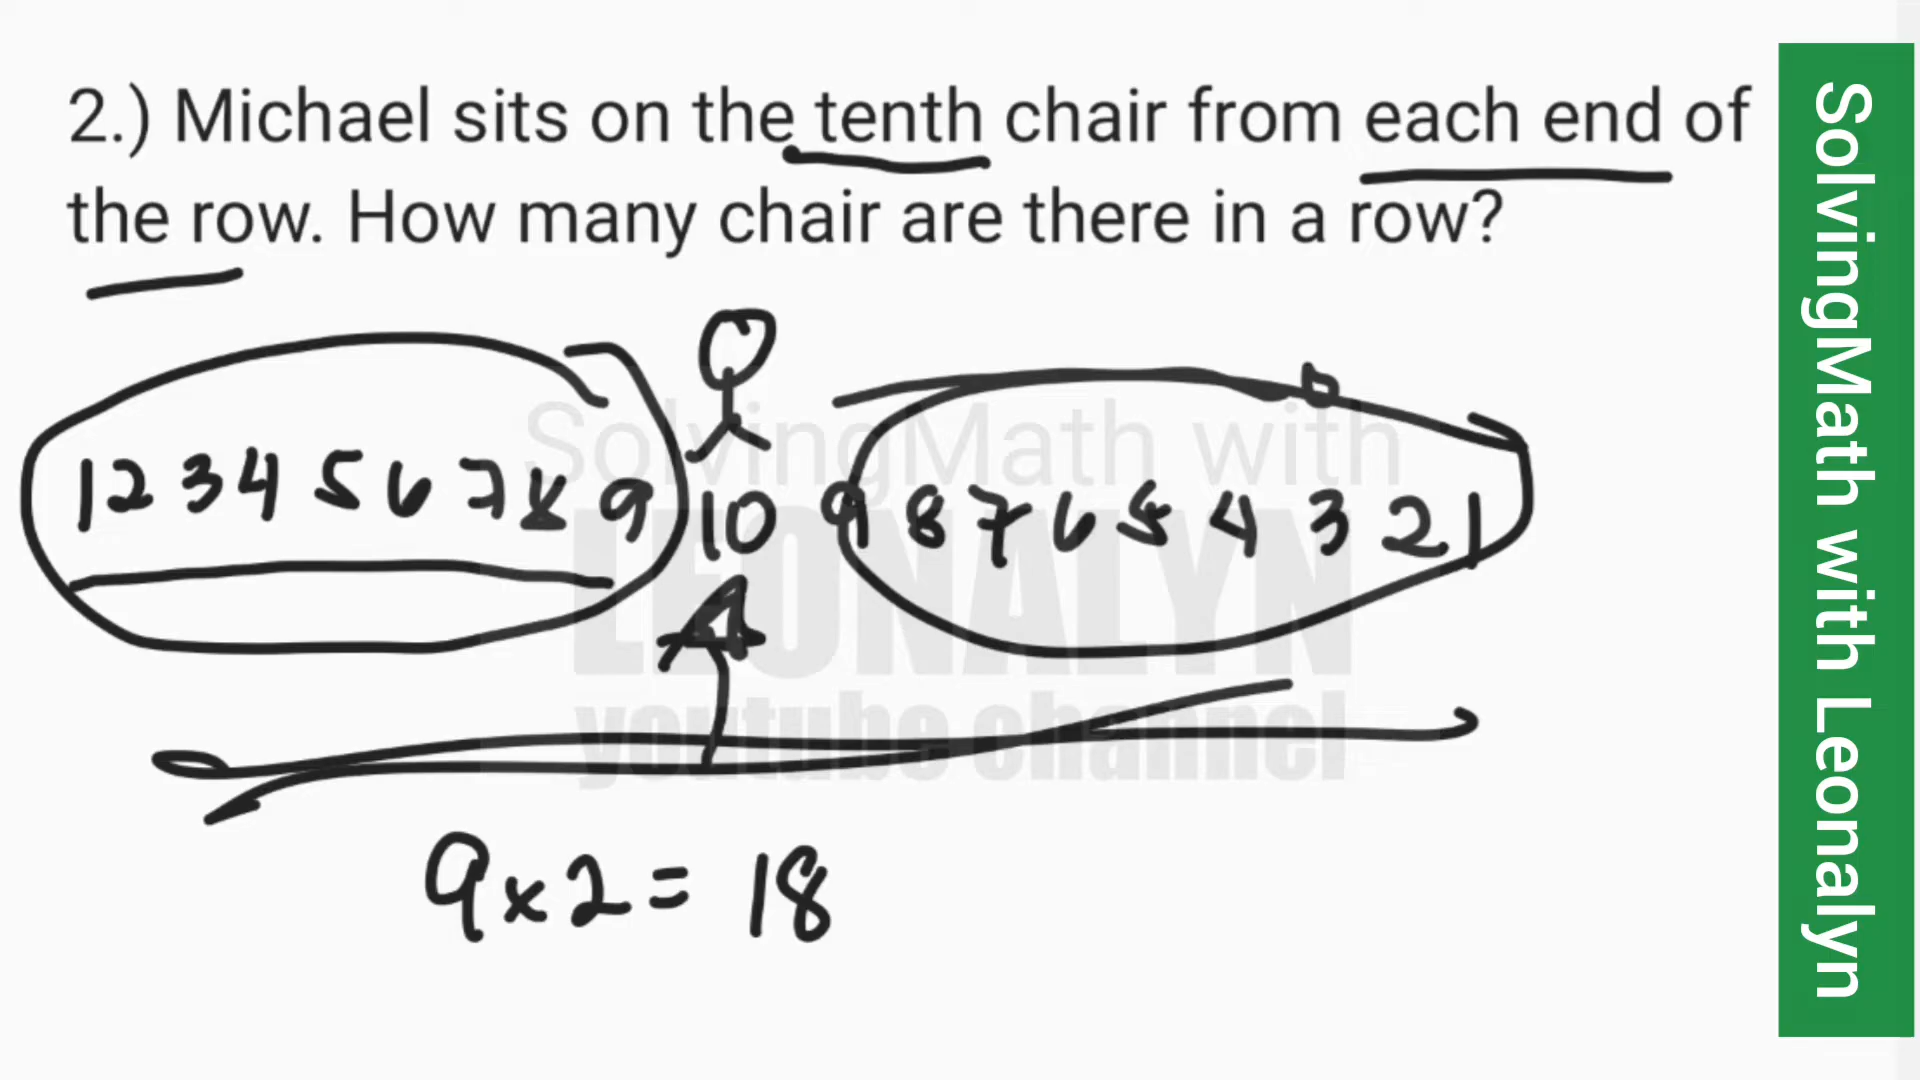 2.) Michael sits on the tenth chair from each end of
the row. How many chair are there in a row?
1 2 3 4 5 6 7 8 9 10 9 8 7 6 5 4 3 2 1
9 x 2 = 18
SolvingMath with
LEONALYN
youtube channel
SolvingMath with Leonalyn